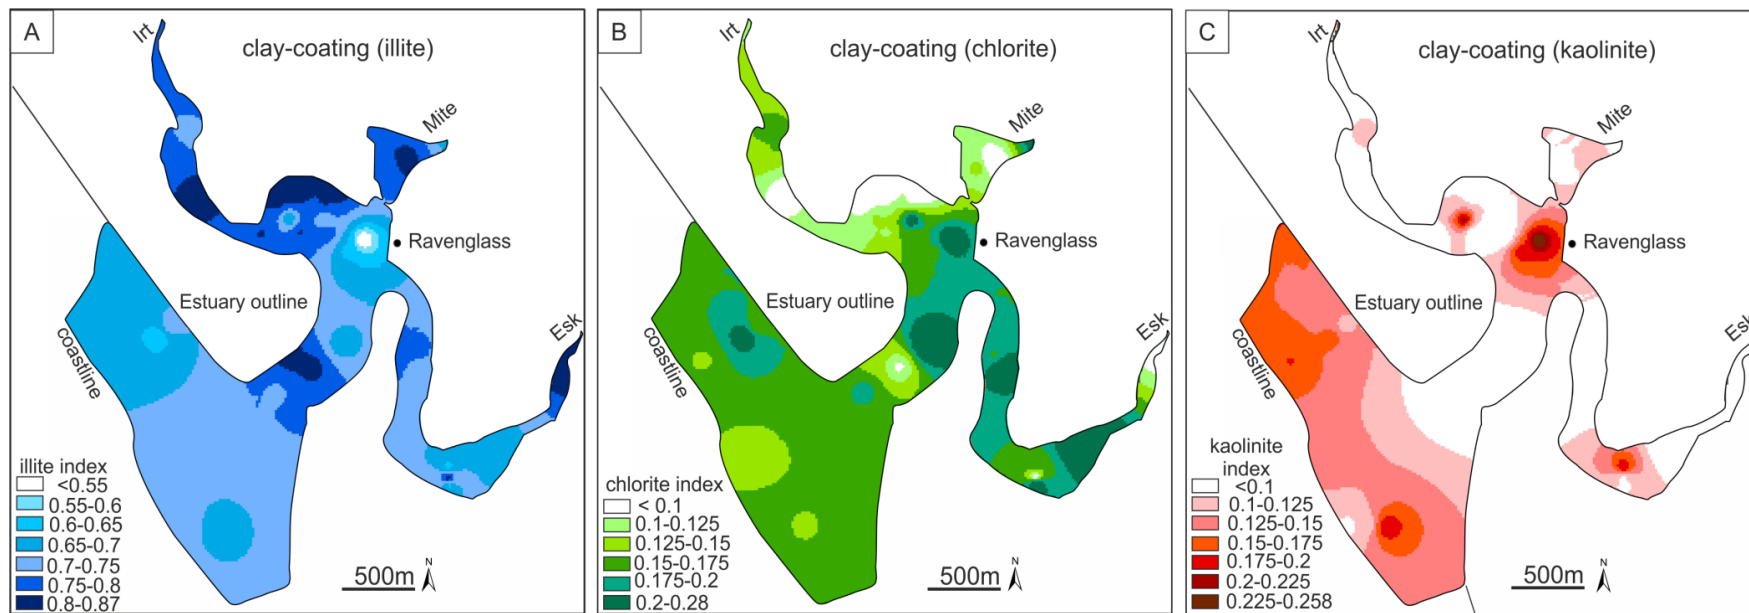 A
Irt
clay-coating (illite)
Mite
Ravenglass
Estuary outline
coastline
Esk
illite index
<0.55
0.55-0.6
0.6-0.65
0.65-0.7
0.7-0.75
0.75-0.8
0.8-0.87
500m
N
B
Irt
clay-coating (chlorite)
Mite
Ravenglass
Estuary outline
coastline
Esk
chlorite index
< 0.1
0.1-0.125
0.125-0.15
0.15-0.175
0.175-0.2
0.2-0.28
500m
N
C
Irt
clay-coating (kaolinite)
Mite
Ravenglass
Estuary outline
coastline
Esk
kaolinite
index
<0.1
0.1-0.125
0.125-0.15
0.15-0.175
0.175-0.2
0.2-0.225
0.225-0.258
500m
N